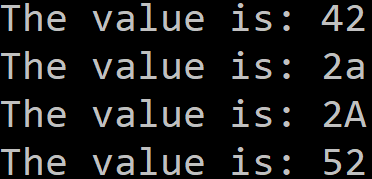 The value is: 42
The value is: 2a
The value is: 2A
The value is: 52